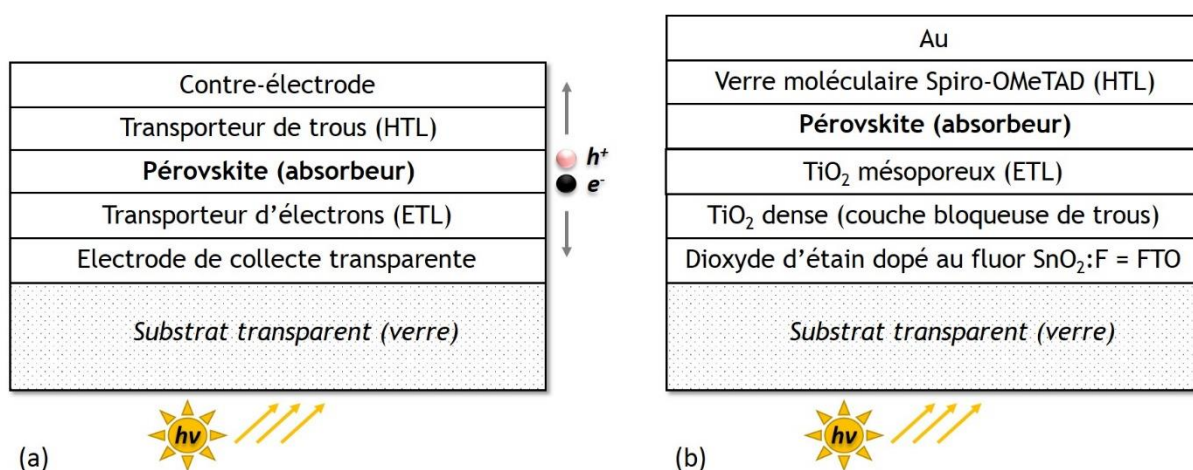 Contre-électrode
Transporteur de trous (HTL)
Pérovskite (absorbeur)
Transporteur d'électrons (ETL)
Electrode de collecte transparente
Substrat transparent (verre)
h⁺
e⁻
hν
(a)
Au
Verre moléculaire Spiro-OMeTAD (HTL)
Pérovskite (absorbeur)
TiO₂ mésoporeux (ETL)
TiO₂ dense (couche bloqueuse de trous)
Dioxyde d'étain dopé au fluor SnO₂:F = FTO
Substrat transparent (verre)
hν
(b)